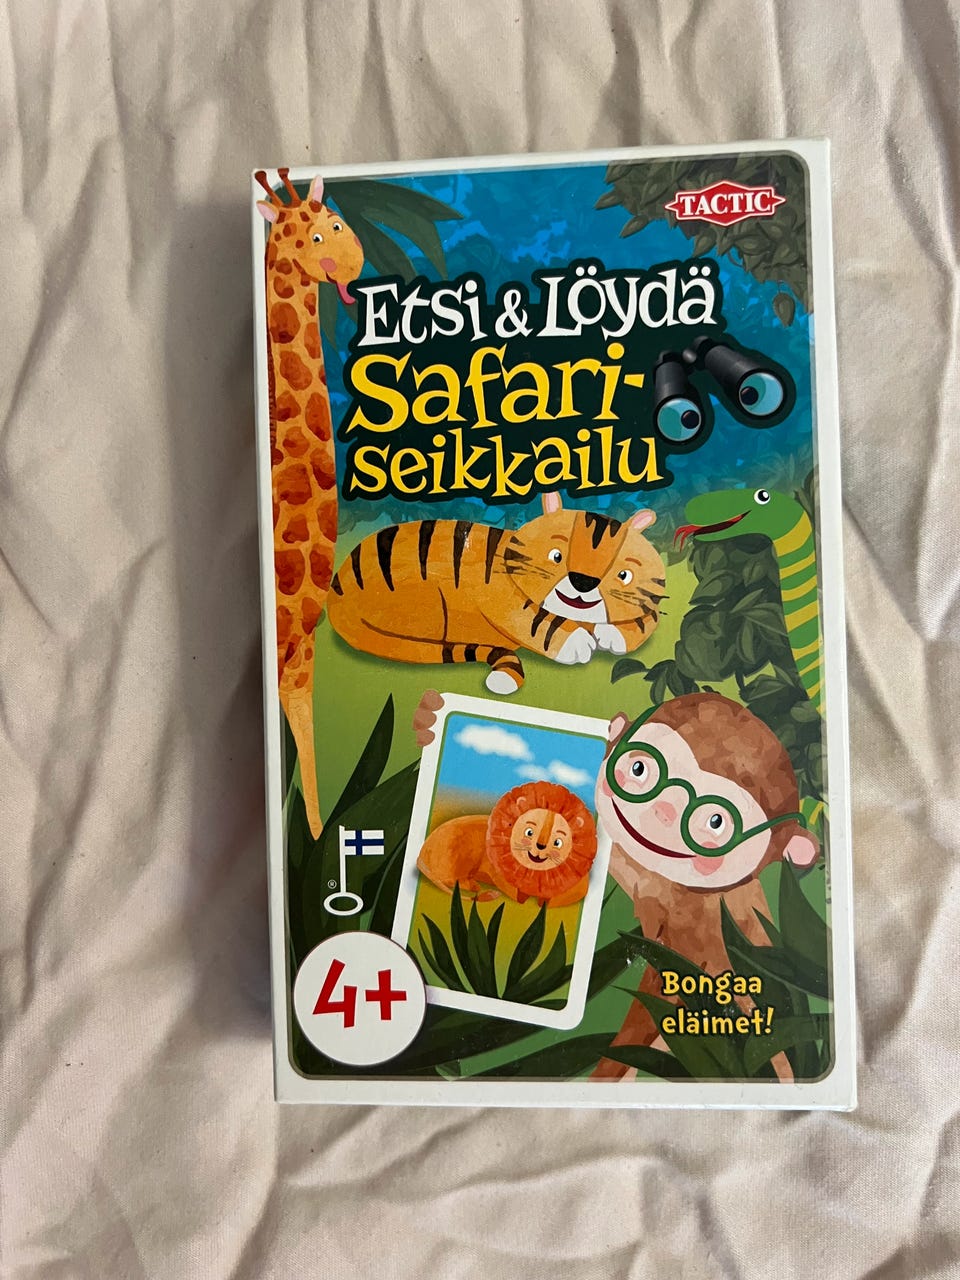 TACTIC
Etsi & Löydä
Safari-
seikkailu
®
4+
Bongaa
eläimet!